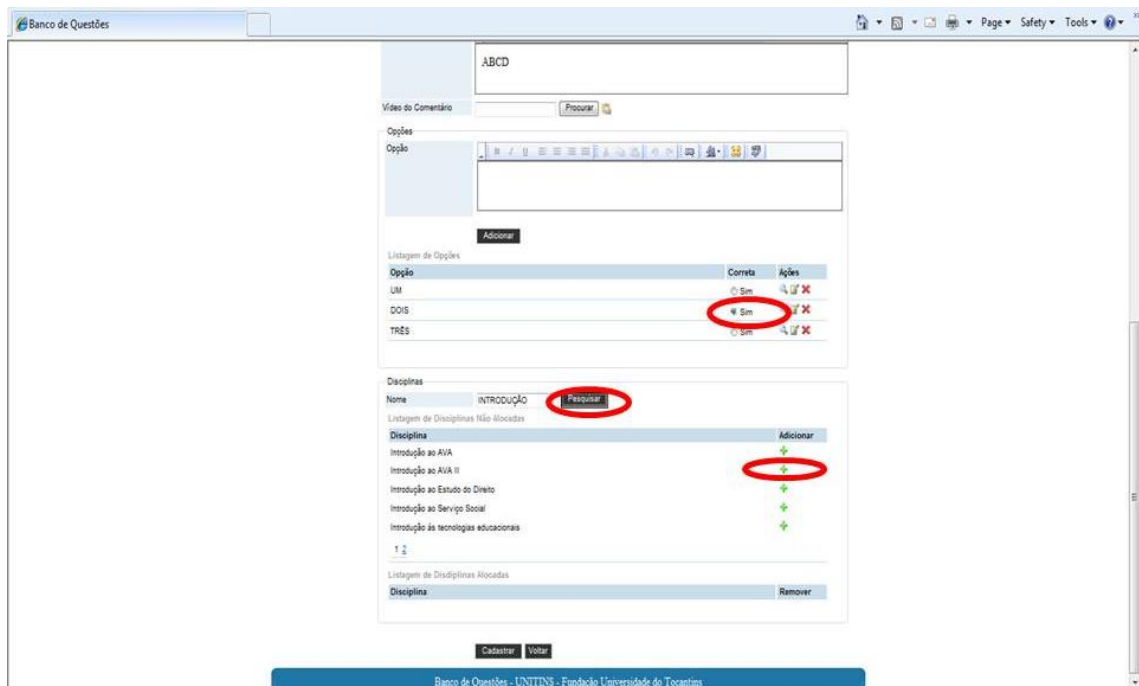 Banco de Questões
Page Safety Tools
ABCD
Vídeo do Comentário Procurar
Opções
Opção
Adicionar
Listagem de Opções
Opção Correta Ações
UM Sim
DOIS Sim
TRÊS Sim
Disciplinas
Nome INTRODUÇÃO Pesquisar
Listagem de Disciplinas Não Alocadas
Disciplina Adicionar
Introdução ao AVA
Introdução ao AVA II
Introdução ao Estudo do Direito
Introdução ao Serviço Social
Introdução ás tecnologias educacionais
1 2
Listagem de Disdiplinas Alocadas
Disciplina Remover
Cadastrar Voltar
Banco de Questões - UNITINS - Fundação Universidade do Tocantins